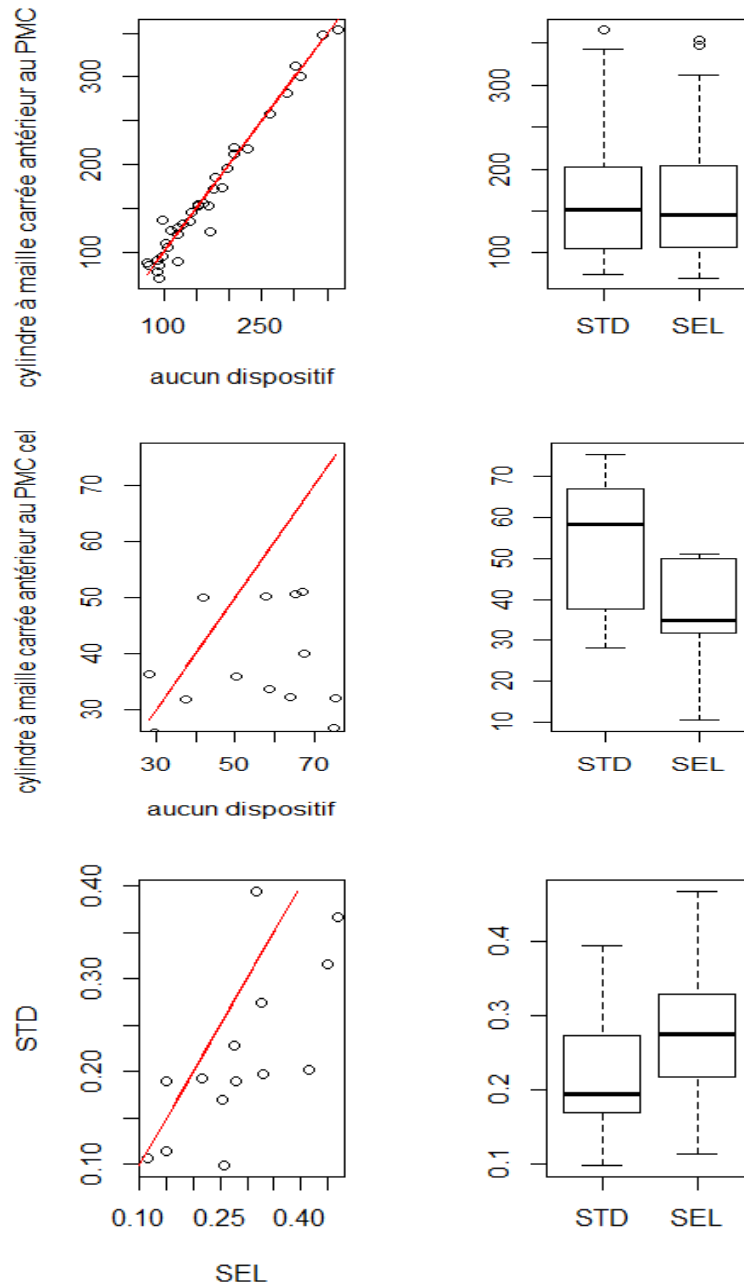 cylindre à maille carrée antérieur au PMC
300
200
100
100 250
aucun dispositif
300
200
100
STD SEL
cylindre à maille carrée antérieur au PMC cel
70
60
50
40
30
30 50 70
aucun dispositif
70
60
50
40
30
20
10
STD SEL
STD
0.40
0.30
0.20
0.10
0.10 0.25 0.40
SEL
0.4
0.3
0.2
0.1
STD SEL